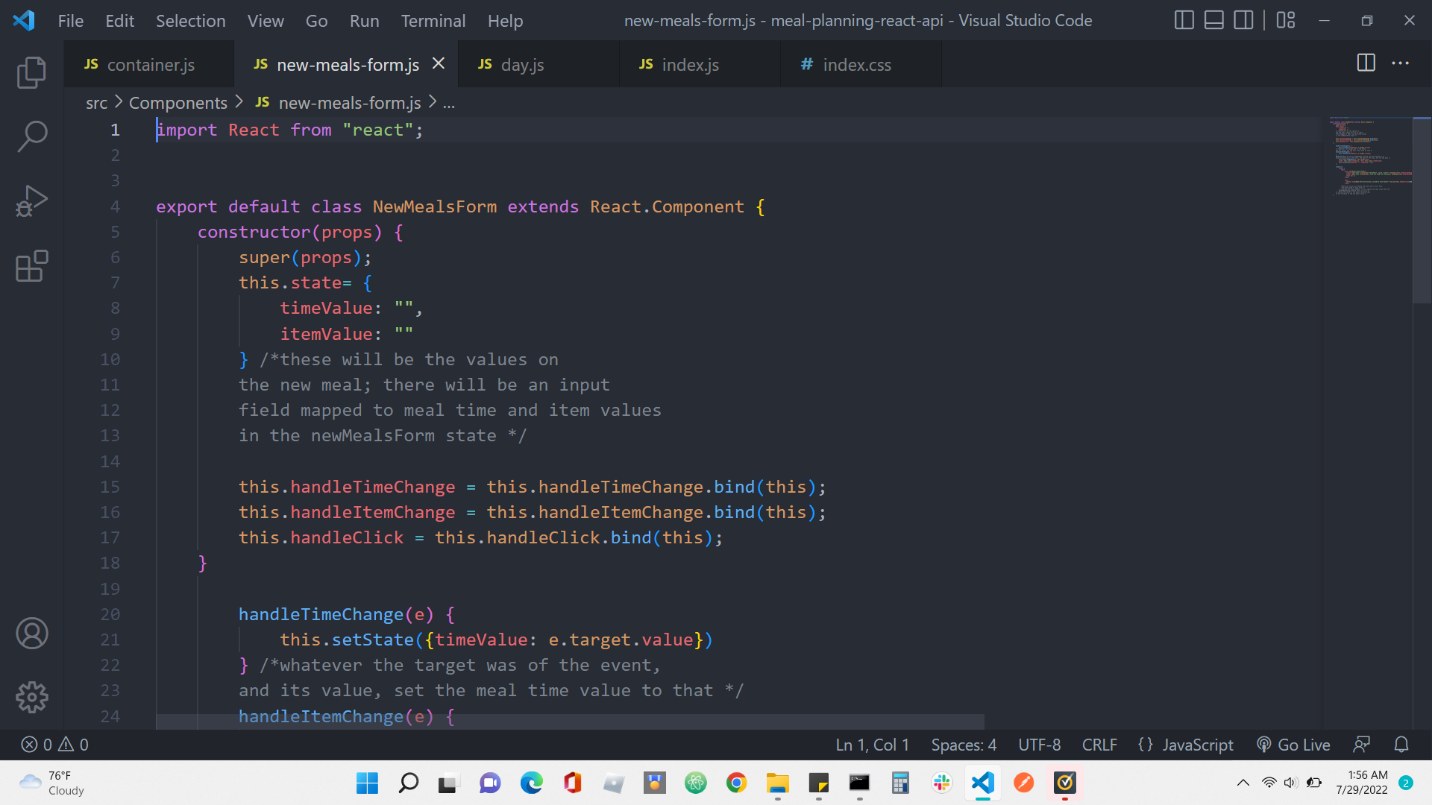 File Edit Selection View Go Run Terminal Help new-meals-form.js - meal-planning-react-api - Visual Studio Code
JS container.js JS new-meals-form.js JS day.js JS index.js # index.css
src > Components > JS new-meals-form.js > ...
1 import React from "react";
2
3
4 export default class NewMealsForm extends React.Component {
5 constructor(props) {
6 super(props);
7 this.state= {
8 timeValue: "",
9 itemValue: ""
10 } /*these will be the values on
11 the new meal; there will be an input
12 field mapped to meal time and item values
13 in the newMealsForm state */
14
15 this.handleTimeChange = this.handleTimeChange.bind(this);
16 this.handleItemChange = this.handleItemChange.bind(this);
17 this.handleClick = this.handleClick.bind(this);
18 }
19
20 handleTimeChange(e) {
21 this.setState({timeValue: e.target.value})
22 } /*whatever the target was of the event,
23 and its value, set the meal time value to that */
24 handleItemChange(e) {
0 0 Ln 1, Col 1 Spaces: 4 UTF-8 CRLF {} JavaScript Go Live
76°F
Cloudy
1:56 AM
7/29/2022
2